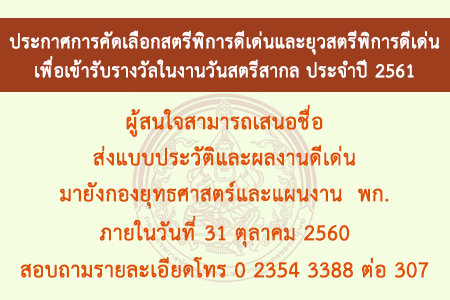 ประกาศการคัดเลือกสตรีพิการดีเด่นและยุวสตรีพิการดีเด่น
เพื่อเข้ารับรางวัลในงานวันสตรีสากล ประจำปี 2561
ผู้สนใจสามารถเสนอชื่อ
ส่งแบบประวัติและผลงานดีเด่น
มายังกองยุทธศาสตร์และแผนงาน พก.
ภายในวันที่ 31 ตุลาคม 2560
สอบถามรายละเอียดโทร 0 2354 3388 ต่อ 307